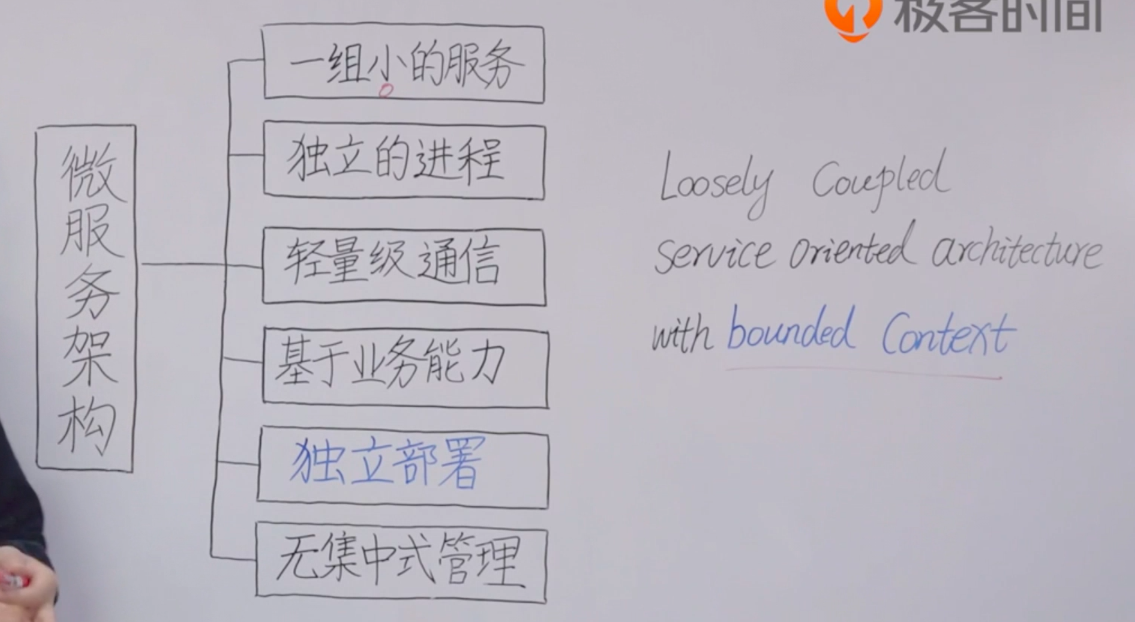 极客时间
微服务架构
一组小的服务
独立的进程
轻量级通信
基于业务能力
独立部署
无集中式管理
Loosely Coupled
service oriented architecture
with bounded Context